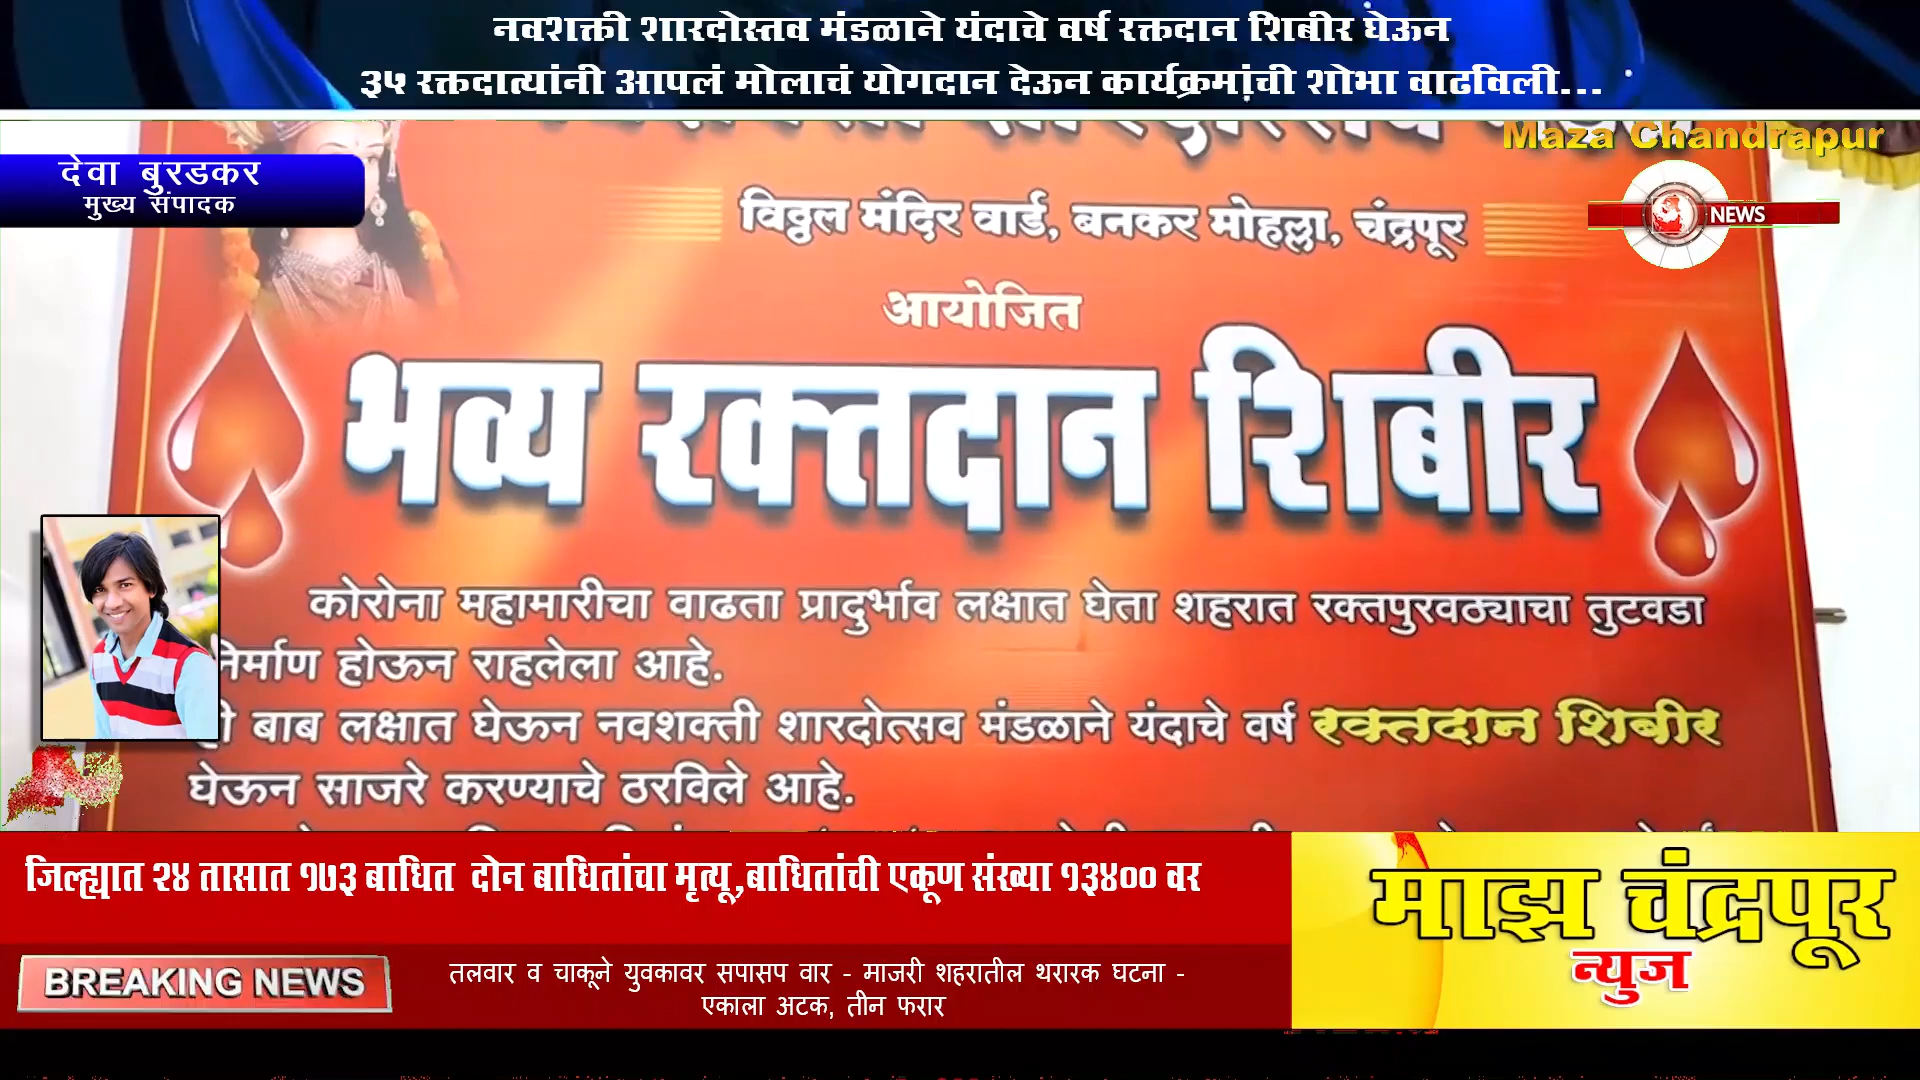 नवशक्ती शारदोस्तव मंडळाने यंदाचे वर्ष रक्तदान शिबीर घेऊन
३५ रक्तदात्यांनी आपलं मोलाचं योगदान देऊन कार्यक्रमांची शोभा वाढविली...
Maza Chandrapur
देवा बुरडकर
मुख्य संपादक
NEWS
विठ्ठल मंदिर वार्ड, बनकर मोहल्ला, चंद्रपूर
आयोजित
भव्य रक्तदान शिबीर
कोरोना महामारीचा वाढता प्रादुर्भाव लक्षात घेता शहरात रक्तपुरवठ्याचा तुटवडा
होऊन राहलेला आहे.
बाब लक्षात घेऊन नवशक्ती शारदोत्सव मंडळाने यंदाचे वर्ष रक्तदान शिबीर
घेऊन साजरे करण्याचे ठरविले आहे.
जिल्ह्यात २४ तासात १७३ बाधित दोन बाधितांचा मृत्यू,बाधितांची एकूण संख्या १३४०० वर
माझ चंद्रपूर
न्युज
BREAKING NEWS
तलवार व चाकूने युवकावर सपासप वार - माजरी शहरातील थरारक घटना -
एकाला अटक, तीन फरार